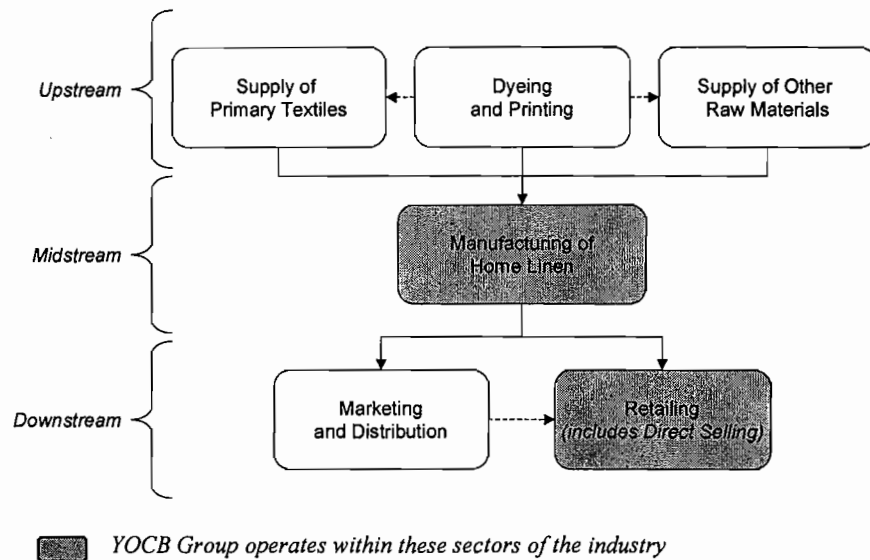 Upstream
Supply of
Primary Textiles
Dyeing
and Printing
Supply of Other
Raw Materials
Midstream
Manufacturing of
Home Linen
Downstream
Marketing
and Distribution
Retailing
(includes Direct Selling)
YOCB Group operates within these sectors of the industry